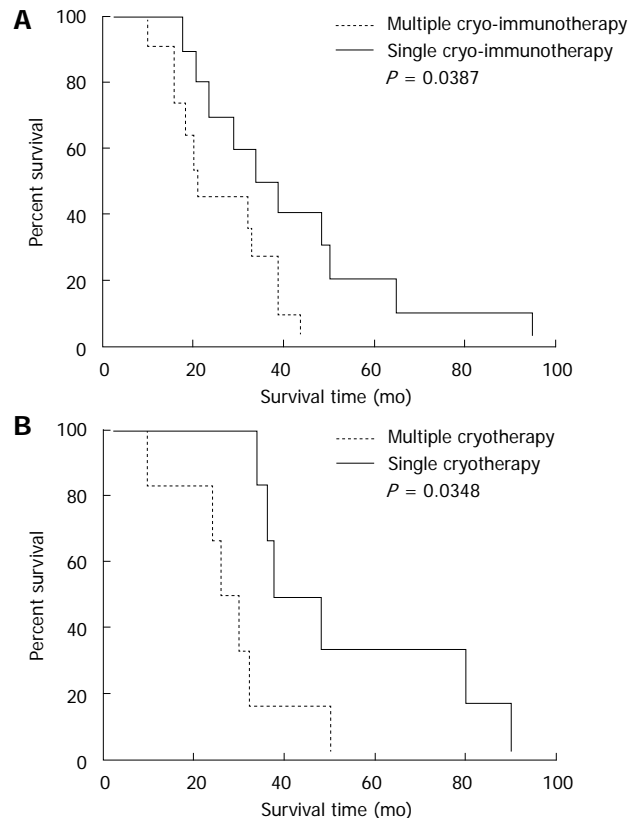 A
100
80
60
40
20
0
Percent survival
0 20 40 60 80 100
Survival time (mo)
Multiple cryo-immunotherapy
Single cryo-immunotherapy
P = 0.0387
B
100
80
60
40
20
0
Percent survival
0 20 40 60 80 100
Survival time (mo)
Multiple cryotherapy
Single cryotherapy
P = 0.0348